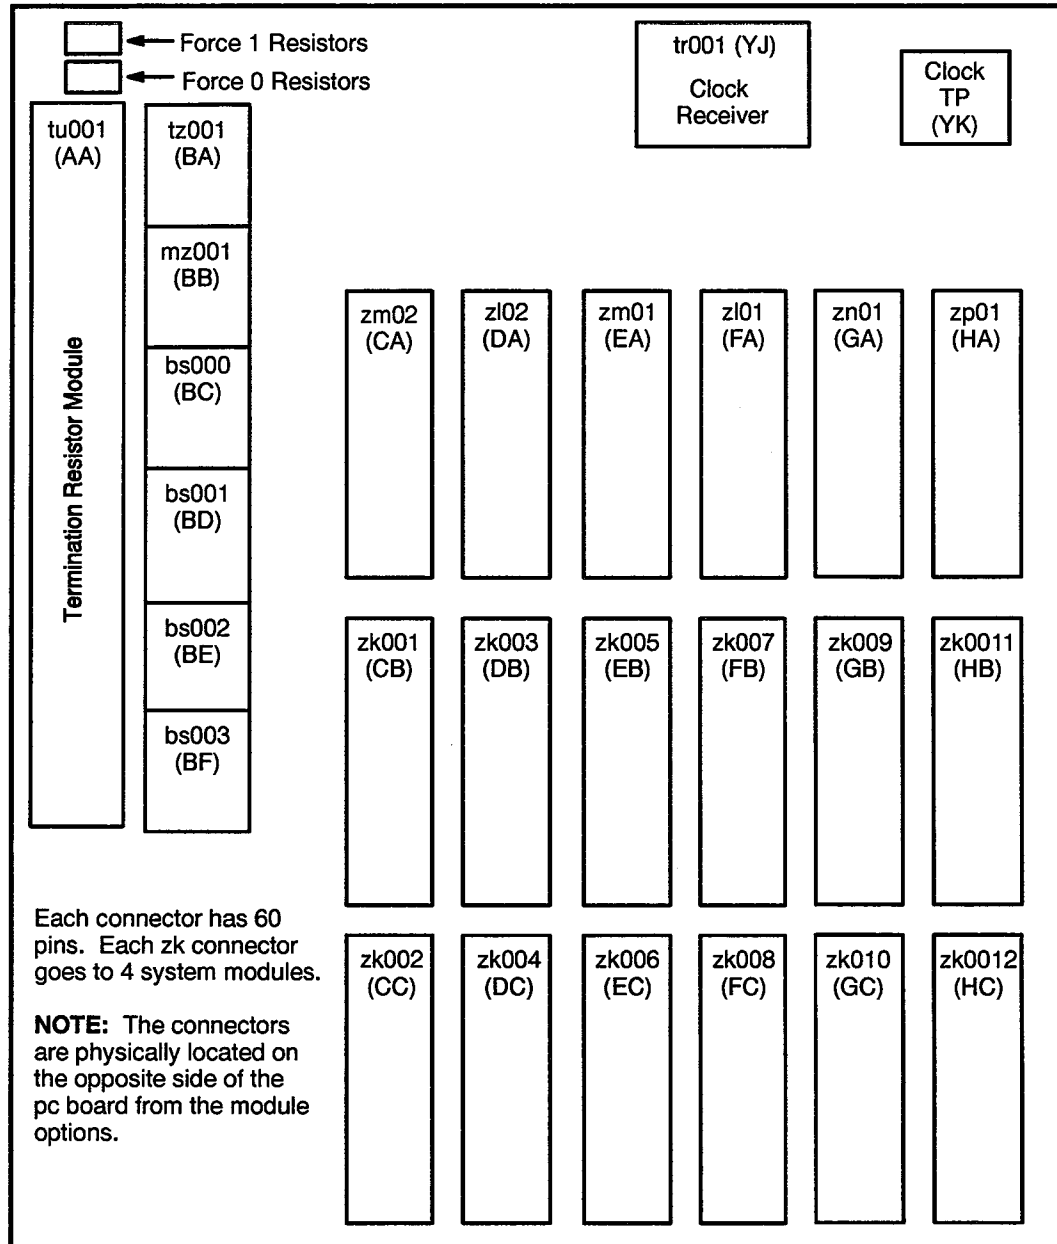 Force 1 Resistors
Force 0 Resistors
tr001 (YJ)
Clock
Receiver
Clock
TP
(YK)
tu001
(AA)
Termination Resistor Module
tz001
(BA)
mz001
(BB)
bs000
(BC)
bs001
(BD)
bs002
(BE)
bs003
(BF)
zm02
(CA)
zl02
(DA)
zm01
(EA)
zl01
(FA)
zn01
(GA)
zp01
(HA)
zk001
(CB)
zk003
(DB)
zk005
(EB)
zk007
(FB)
zk009
(GB)
zk0011
(HB)
zk002
(CC)
zk004
(DC)
zk006
(EC)
zk008
(FC)
zk010
(GC)
zk0012
(HC)
Each connector has 60
pins. Each zk connector
goes to 4 system modules.
NOTE: The connectors
are physically located on
the opposite side of the
pc board from the module
options.